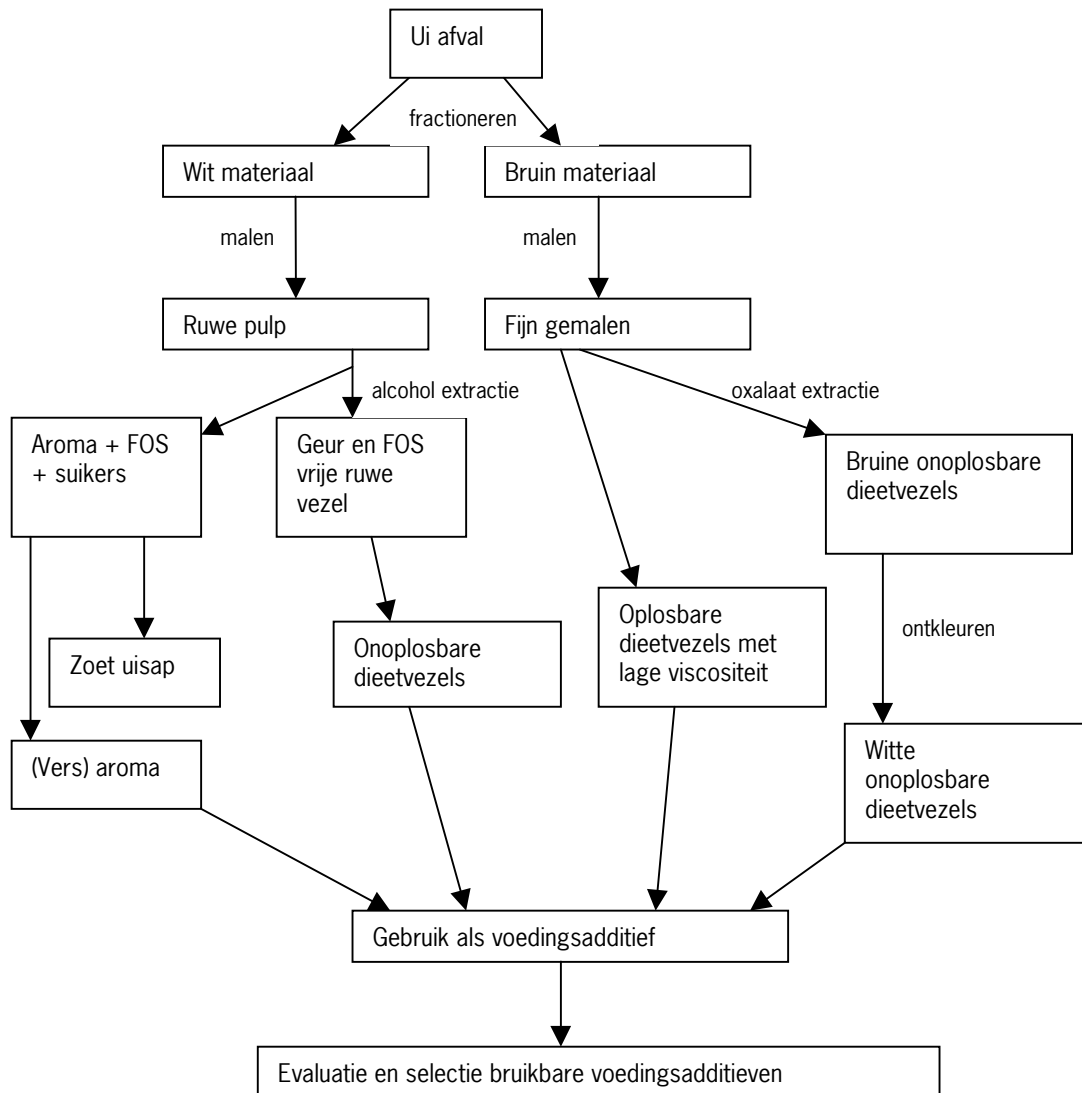 Ui afval
fractioneren
Wit materiaal
Bruin materiaal
malen
malen
Ruwe pulp
Fijn gemalen
alcohol extractie
oxalaat extractie
Aroma + FOS
+ suikers
Geur en FOS
vrije ruwe
vezel
Bruine onoplosbare
dieetvezels
Zoet uisap
Onoplosbare
dieetvezels
Oplosbare
dieetvezels met
lage viscositeit
ontkleuren
(Vers) aroma
Witte
onoplosbare
dieetvezels
Gebruik als voedingsadditief
Evaluatie en selectie bruikbare voedingsadditieven